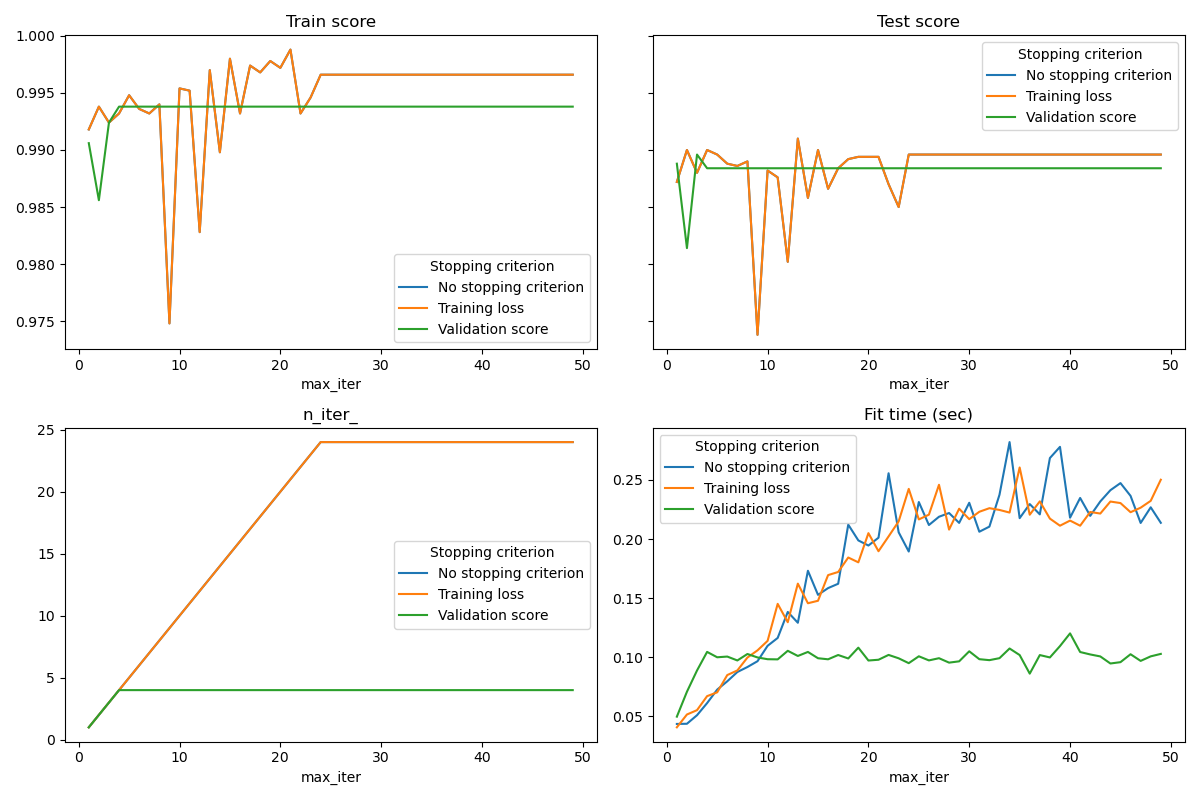 Train score
1.000
0.995
0.990
0.985
0.980
0.975
Stopping criterion
No stopping criterion
Training loss
Validation score
0 10 20 30 40 50
max_iter
Test score
Stopping criterion
No stopping criterion
Training loss
Validation score
0 10 20 30 40 50
max_iter
n_iter_
25
20
15
10
5
0
Stopping criterion
No stopping criterion
Training loss
Validation score
0 10 20 30 40 50
max_iter
Fit time (sec)
Stopping criterion
No stopping criterion
Training loss
Validation score
0.25
0.20
0.15
0.10
0.05
0 10 20 30 40 50
max_iter